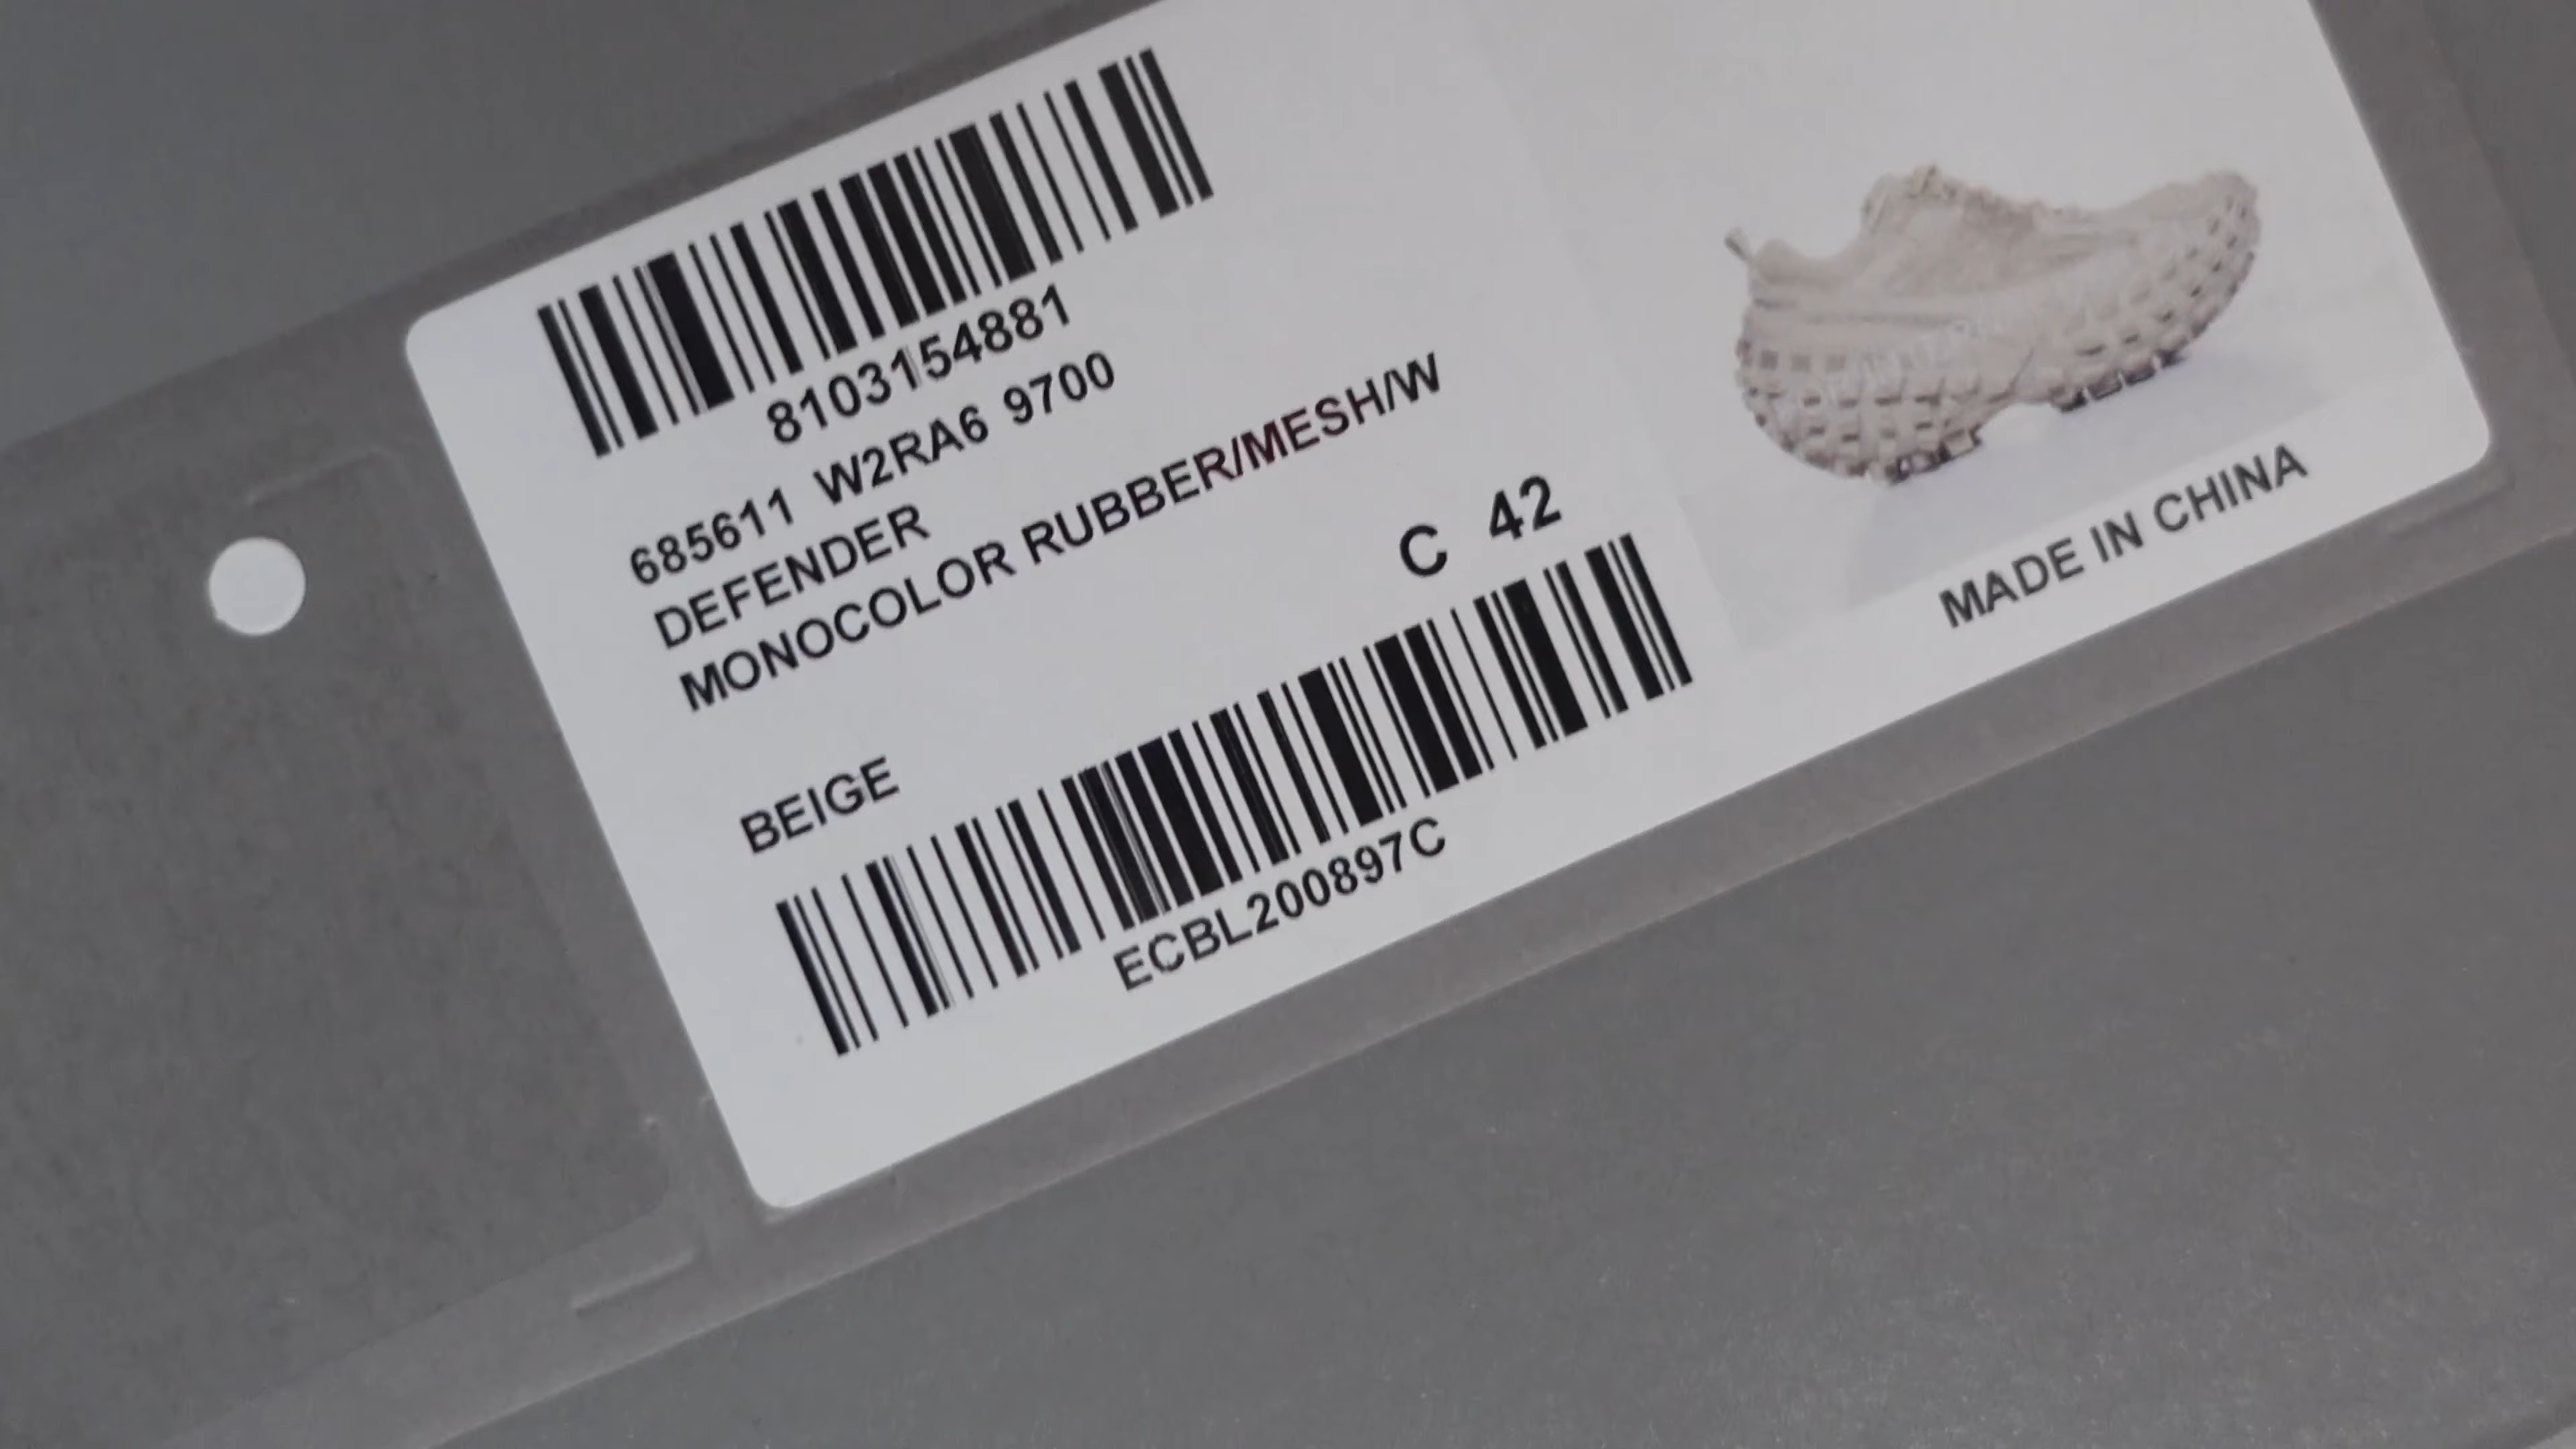 8103154881
685611 W2RA6 9700
DEFENDER
MONOCOLOR RUBBER/MESH/W
C 42
BEIGE
ECBL200897C
MADE IN CHINA